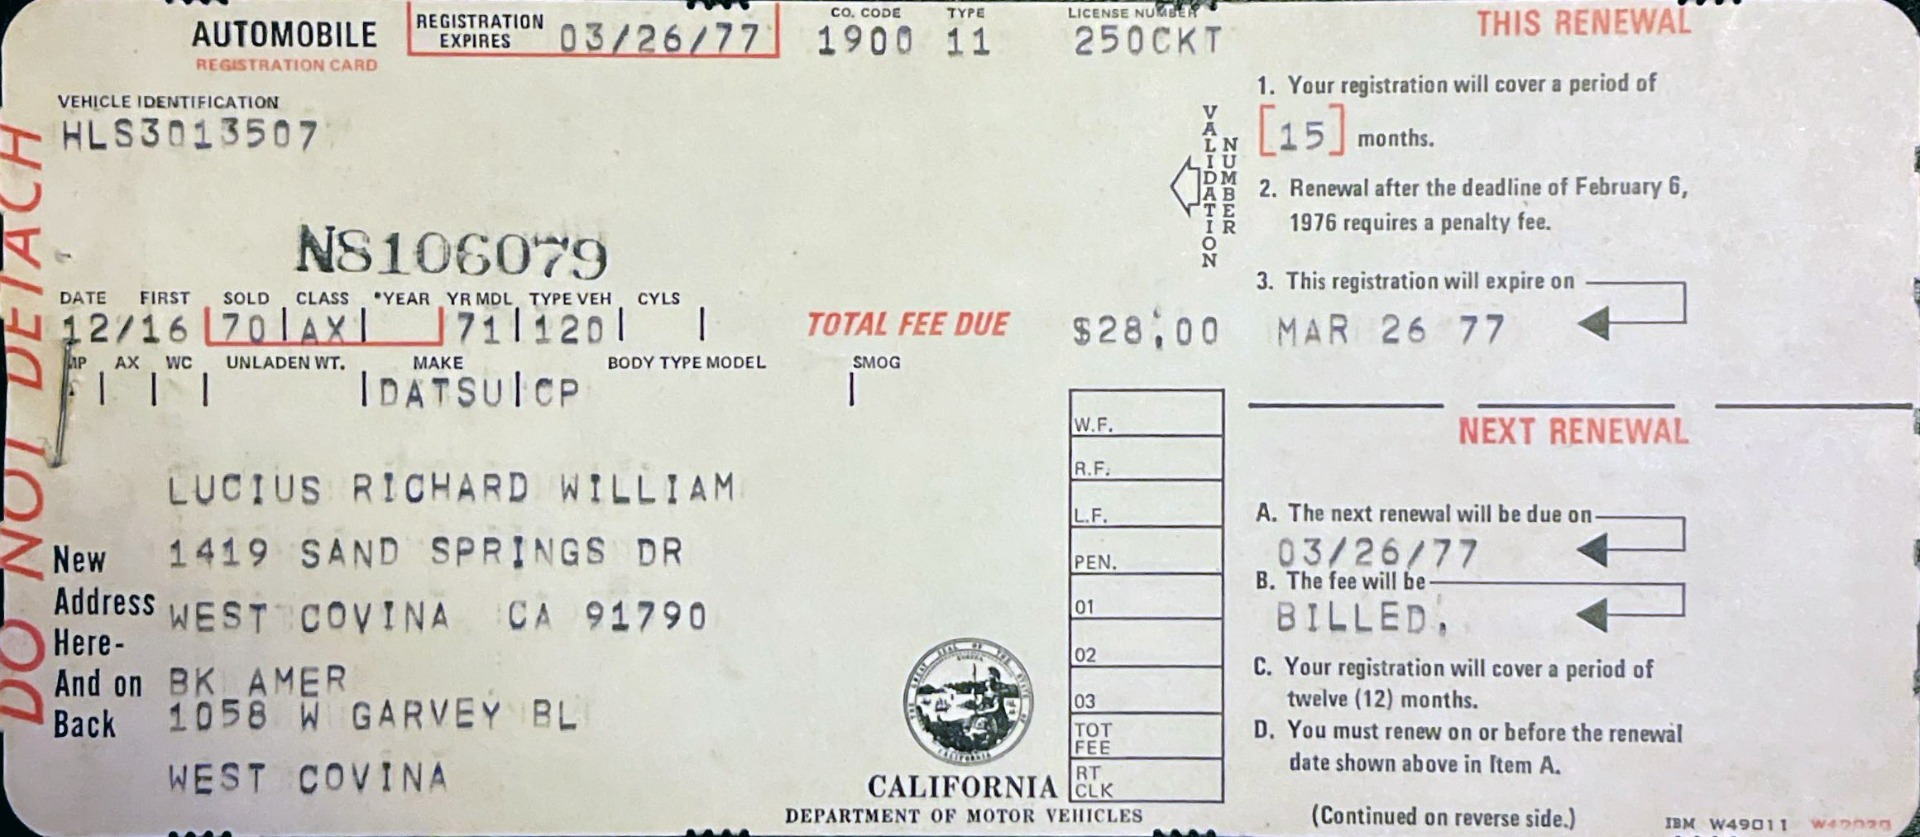 AUTOMOBILE
REGISTRATION CARD
REGISTRATION EXPIRES 03/26/77
CO. CODE TYPE LICENSE NUMBER
1900 11 250CKT
VEHICLE IDENTIFICATION
HLS3013507
VALIDATION NUMBER
N8106079
DATE FIRST SOLD CLASS *YEAR YR MDL TYPE VEH CYLS
12/16 70 AX 71 120
TOTAL FEE DUE $28.00
MP AX WC UNLADEN WT. MAKE BODY TYPE MODEL SMOG
DATSU CP
LUCIUS RICHARD WILLIAM
1419 SAND SPRINGS DR
WEST COVINA CA 91790
BK AMER
1058 W GARVEY BL
WEST COVINA
New
Address
Here-
And on
Back
DO NOT DETACH
W.F.
R.F.
L.F.
PEN.
01
02
03
TOT FEE
RT CLK
CALIFORNIA
DEPARTMENT OF MOTOR VEHICLES
THIS RENEWAL
1. Your registration will cover a period of
[15] months.
2. Renewal after the deadline of February 6,
1976 requires a penalty fee.
3. This registration will expire on
MAR 26 77
NEXT RENEWAL
A. The next renewal will be due on
03/26/77
B. The fee will be
BILLED.
C. Your registration will cover a period of
twelve (12) months.
D. You must renew on or before the renewal
date shown above in Item A.
(Continued on reverse side.)
IBM W49011